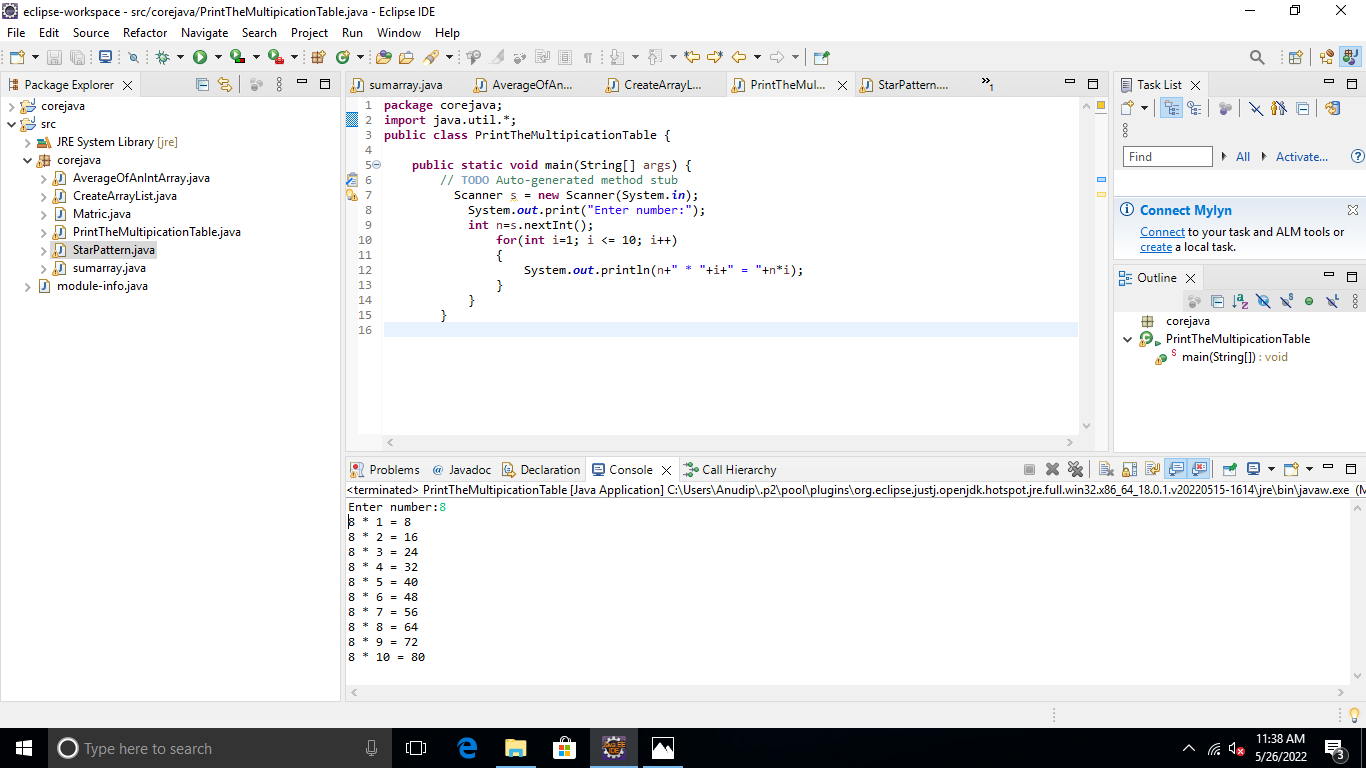 eclipse-workspace - src/corejava/PrintTheMultipicationTable.java - Eclipse IDE
File Edit Source Refactor Navigate Search Project Run Window Help
Package Explorer
corejava
src
JRE System Library [jre]
corejava
AverageOfAnIntArray.java
CreateArrayList.java
Matric.java
PrintTheMultipicationTable.java
StarPattern.java
sumarray.java
module-info.java
sumarray.java AverageOfAn... CreateArrayL... PrintTheMul... StarPattern.... »1
1 package corejava;
2 import java.util.*;
3 public class PrintTheMultipicationTable {
4
5 public static void main(String[] args) {
6 // TODO Auto-generated method stub
7 Scanner s = new Scanner(System.in);
8 System.out.print("Enter number:");
9 int n=s.nextInt();
10 for(int i=1; i <= 10; i++)
11 {
12 System.out.println(n+" * "+i+" = "+n*i);
13 }
14 }
15 }
16
Task List
Find All Activate...
Connect Mylyn
Connect to your task and ALM tools or
create a local task.
Outline
corejava
PrintTheMultipicationTable
main(String[]) : void
Problems @ Javadoc Declaration Console Call Hierarchy
<terminated> PrintTheMultipicationTable [Java Application] C:\Users\Anudip\.p2\pool\plugins\org.eclipse.justj.openjdk.hotspot.jre.full.win32.x86_64_18.0.1.v20220515-1614\jre\bin\javaw.exe (M
Enter number:8
8 * 1 = 8
8 * 2 = 16
8 * 3 = 24
8 * 4 = 32
8 * 5 = 40
8 * 6 = 48
8 * 7 = 56
8 * 8 = 64
8 * 9 = 72
8 * 10 = 80
Type here to search
11:38 AM
5/26/2022
3